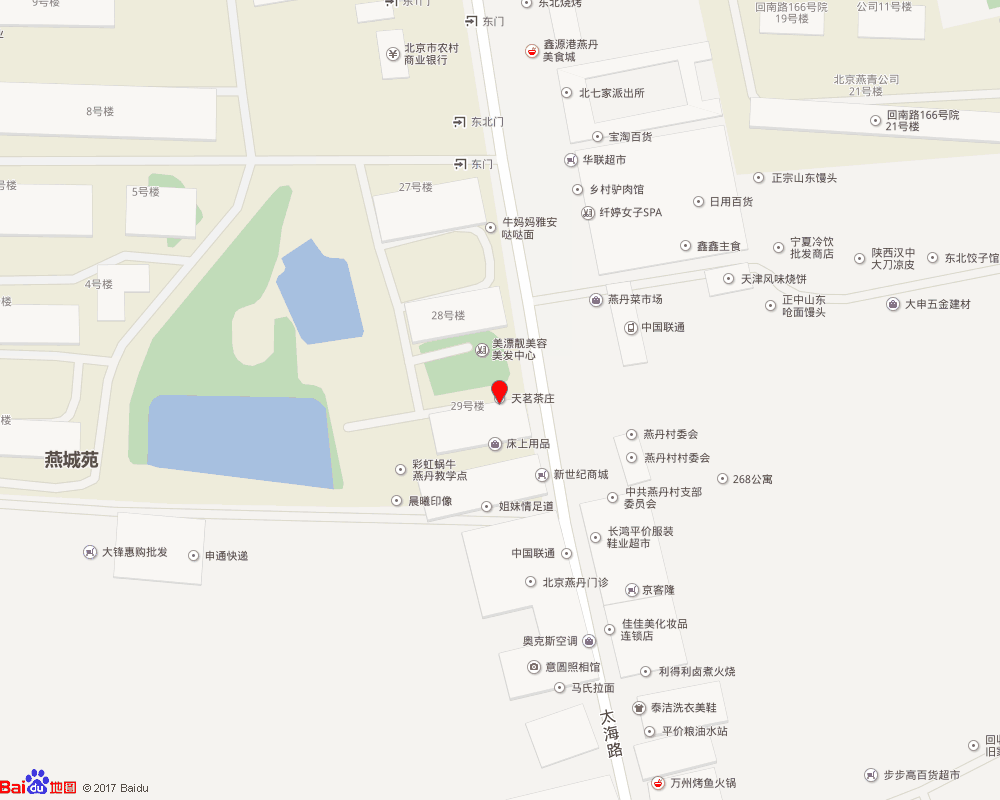 9号楼
东门
东门
东北烧烤
回南路166号院
19号楼
公司11号楼
鑫源港燕丹
美食城
北京市农村
商业银行
北七家派出所
北京燕青公司
21号楼
8号楼
东北门
回南路166号院
21号楼
宝淘百货
东门
华联超市
正宗山东馒头
5号楼
27号楼
乡村驴肉馆
日用百货
纤婷女子SPA
牛妈妈雅安
哒哒面
鑫鑫主食
宁夏冷饮
批发商店
陕西汉中
大刀凉皮
东北饺子馆
天津风味烧饼
4号楼
燕丹菜市场
正中山东
呛面馒头
大申五金建材
28号楼
中国联通
美漂靓美容
美发中心
天茗茶庄
29号楼
燕丹村委会
床上用品
燕城苑
燕丹村村委会
彩虹蜗牛
燕丹教学点
新世纪商城
268公寓
晨曦印像
姐妹情足道
中共燕丹村支部
委员会
长鸿平价服装
鞋业超市
大锋惠购批发
申通快递
中国联通
北京燕丹门诊
京客隆
佳佳美化妆品
连锁店
奥克斯空调
意圆照相馆
利得利卤煮火烧
马氏拉面
泰洁洗衣美鞋
太海路
平价粮油水站
步步高百货超市
万州烤鱼火锅
Baidu地图
© 2017 Baidu